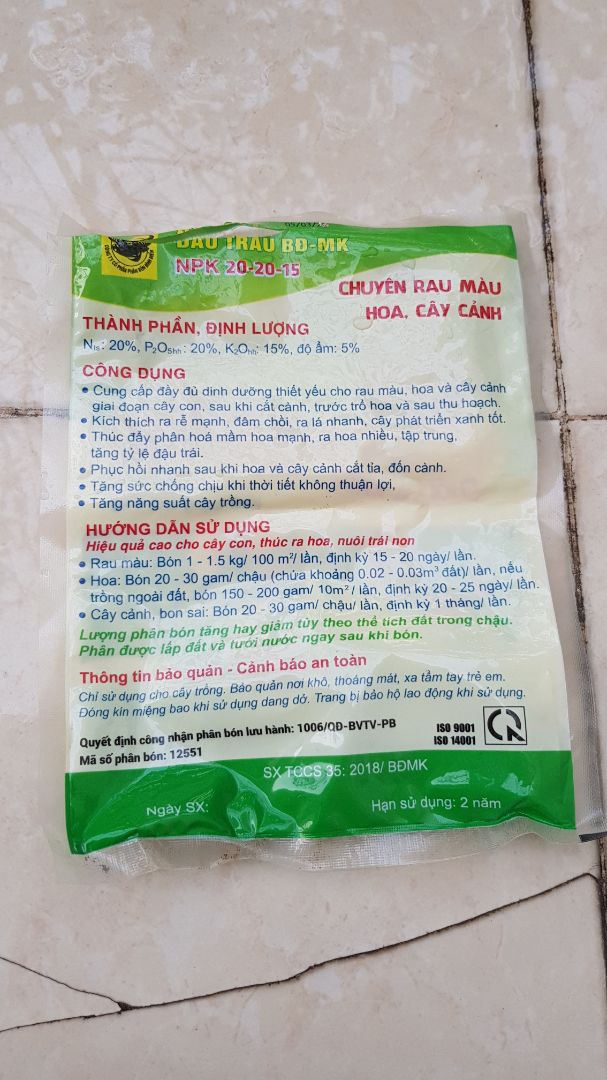 ĐẦU TRÂU BĐ-MK
NPK 20-20-15
CHUYÊN RAU MÀU
HOA, CÂY CẢNH
THÀNH PHẦN, ĐỊNH LƯỢNG
Nts: 20%, P2O5hh: 20%, K2Ohh: 15%, độ ẩm: 5%
CÔNG DỤNG
• Cung cấp đầy đủ dinh dưỡng thiết yếu cho rau màu, hoa và cây cảnh
giai đoạn cây con, sau khi cắt cành, trước trổ hoa và sau thu hoạch.
• Kích thích ra rễ mạnh, đâm chồi, ra lá nhanh, cây phát triển xanh tốt.
• Thúc đẩy phân hoá mầm hoa mạnh, ra hoa nhiều, tập trung,
tăng tỷ lệ đậu trái.
• Phục hồi nhanh sau khi hoa và cây cảnh cắt tỉa, đốn cành.
• Tăng sức chống chịu khi thời tiết không thuận lợi,
• Tăng năng suất cây trồng.
HƯỚNG DẪN SỬ DỤNG
Hiệu quả cao cho cây con, thúc ra hoa, nuôi trái non
• Rau màu: Bón 1 - 1.5 kg/ 100 m²/ lần, định kỳ 15 - 20 ngày/ lần.
• Hoa: Bón 20 - 30 gam/ chậu (chứa khoảng 0.02 - 0.03m³ đất)/ lần, nếu
trồng ngoài đất, bón 150 - 200 gam/ 10m²/ lần, định kỳ 20 - 25 ngày/ lần.
• Cây cảnh, bon sai: Bón 20 - 30 gam/ chậu/ lần, định kỳ 1 tháng/ lần.
Lượng phân bón tăng hay giảm tùy theo thể tích đất trong chậu.
Phân được lấp đất và tưới nước ngay sau khi bón.
Thông tin bảo quản - Cảnh báo an toàn
Chỉ sử dụng cho cây trồng. Bảo quản nơi khô, thoáng mát, xa tầm tay trẻ em.
Đóng kín miệng bao khi sử dụng dang dở. Trang bị bảo hộ lao động khi sử dụng.
Quyết định công nhận phân bón lưu hành: 1006/QĐ-BVTV-PB
Mã số phân bón: 12551
ISO 9001
ISO 14001
SX TCCS 35: 2018/ BĐMK
Ngày SX:
Hạn sử dụng: 2 năm